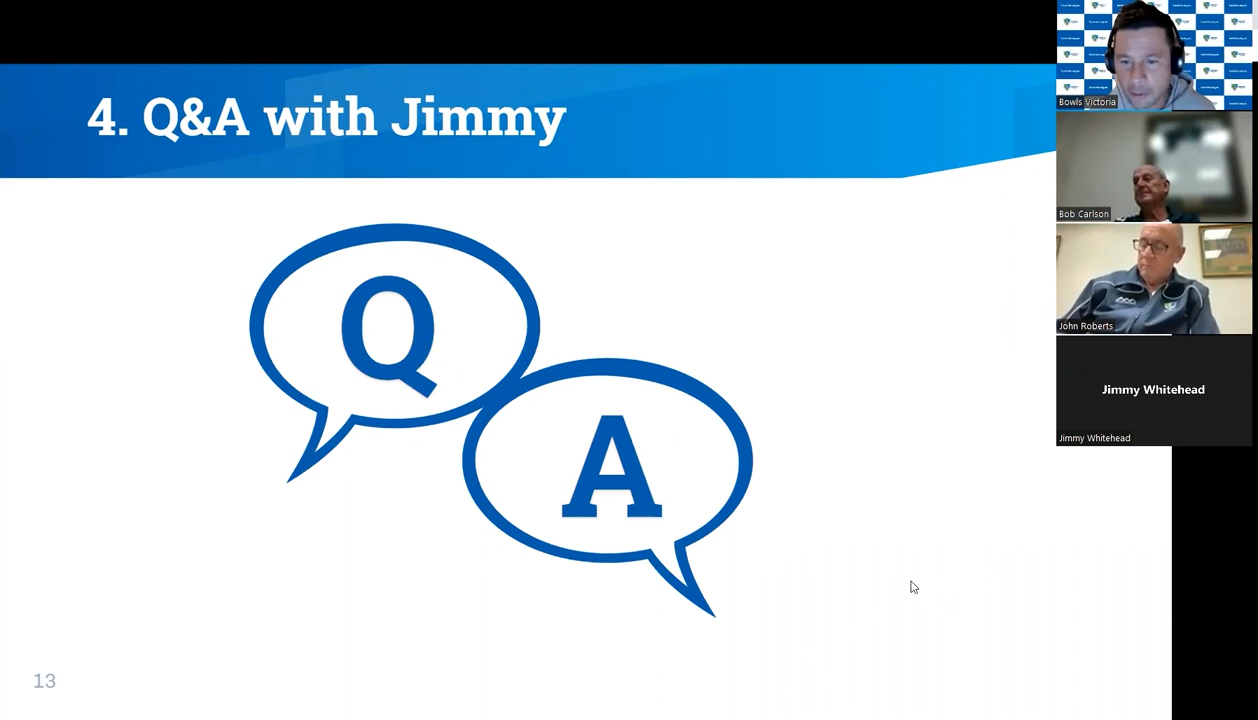 4. Q&A with Jimmy
Q
A
13
Bowls Victoria
Bob Carlson
John Roberts
Jimmy Whitehead
Jimmy Whitehead